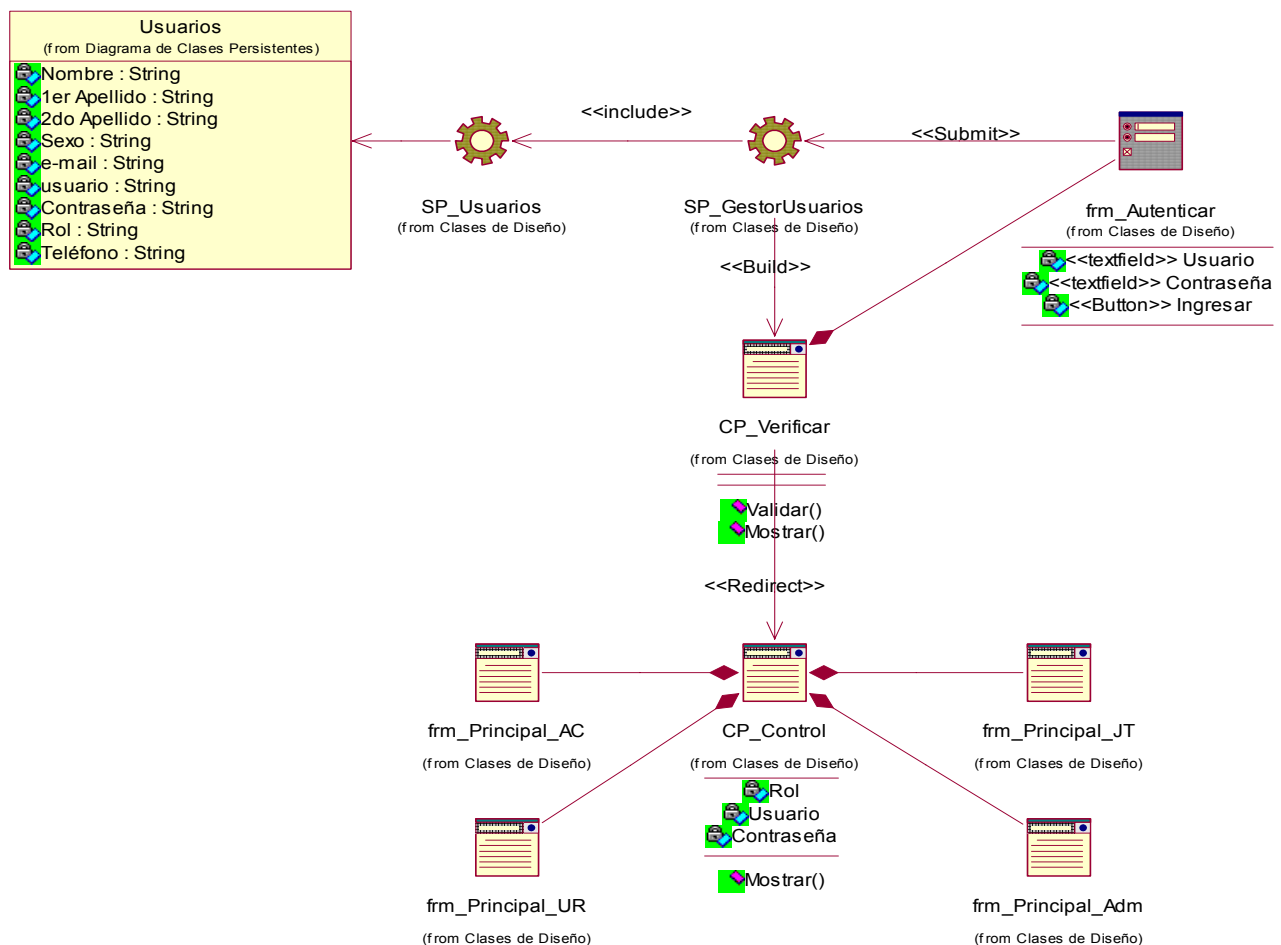 Usuarios
(from Diagrama de Clases Persistentes)
Nombre : String
1er Apellido : String
2do Apellido : String
Sexo : String
e-mail : String
usuario : String
Contraseña : String
Rol : String
Teléfono : String
<<include>>
<<Submit>>
SP_Usuarios
(from Clases de Diseño)
SP_GestorUsuarios
(from Clases de Diseño)
frm_Autenticar
(from Clases de Diseño)
<<textfield>> Usuario
<<textfield>> Contraseña
<<Button>> Ingresar
<<Build>>
CP_Verificar
(from Clases de Diseño)
Validar()
Mostrar()
<<Redirect>>
frm_Principal_AC
(from Clases de Diseño)
CP_Control
(from Clases de Diseño)
Rol
Usuario
Contraseña
Mostrar()
frm_Principal_JT
(from Clases de Diseño)
frm_Principal_UR
(from Clases de Diseño)
frm_Principal_Adm
(from Clases de Diseño)